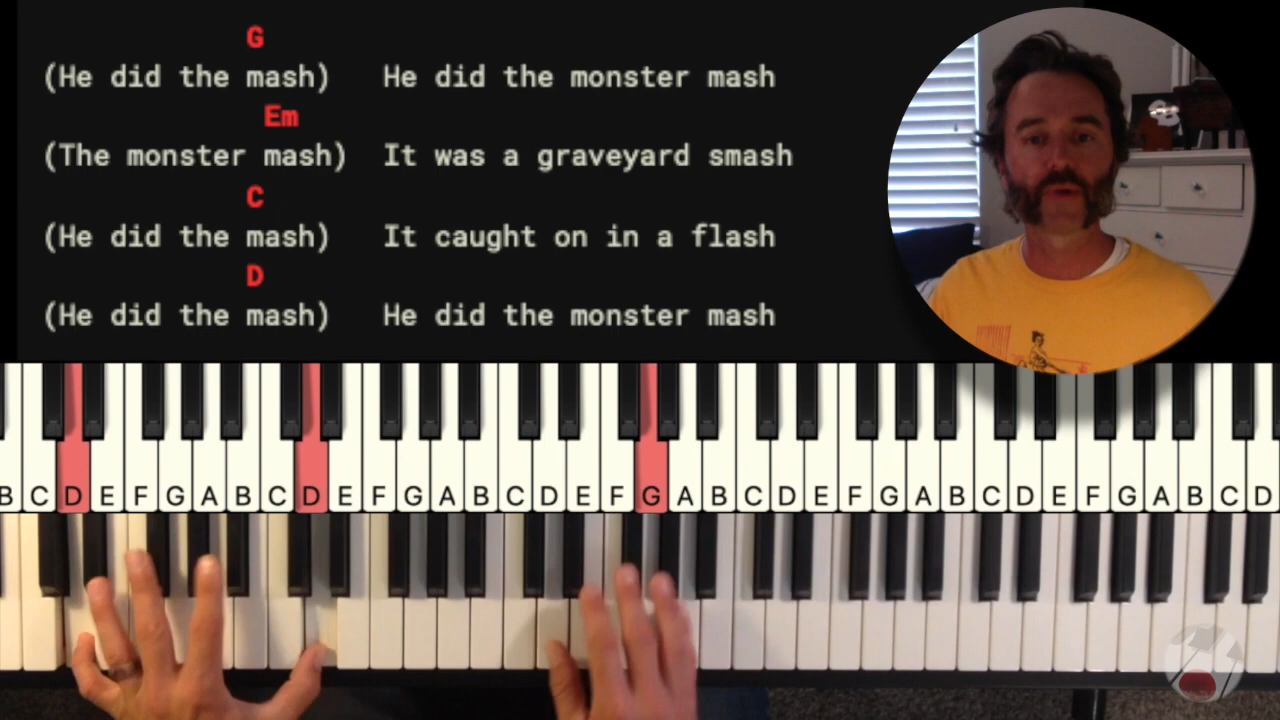 G
(He did the mash) He did the monster mash
Em
(The monster mash) It was a graveyard smash
C
(He did the mash) It caught on in a flash
D
(He did the mash) He did the monster mash
B C D E F G A B C D E F G A B C D E F G A B C D E F G A B C D E F G A B C D